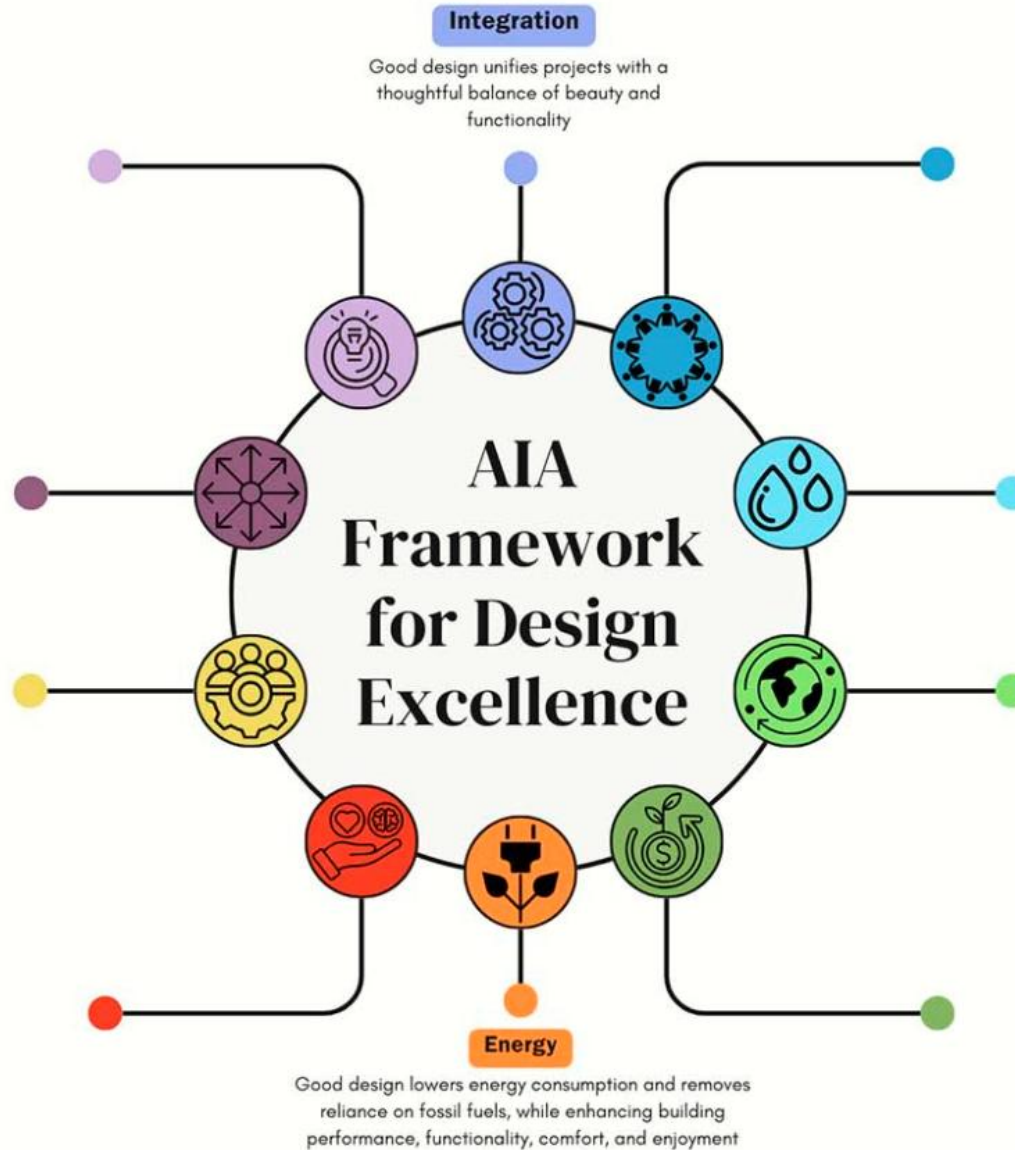 Integration
Good design unifies projects with a
thoughtful balance of beauty and
functionality
AIA
Framework
for Design
Excellence
$
Energy
Good design lowers energy consumption and removes
reliance on fossil fuels, while enhancing building
performance, functionality, comfort, and enjoyment